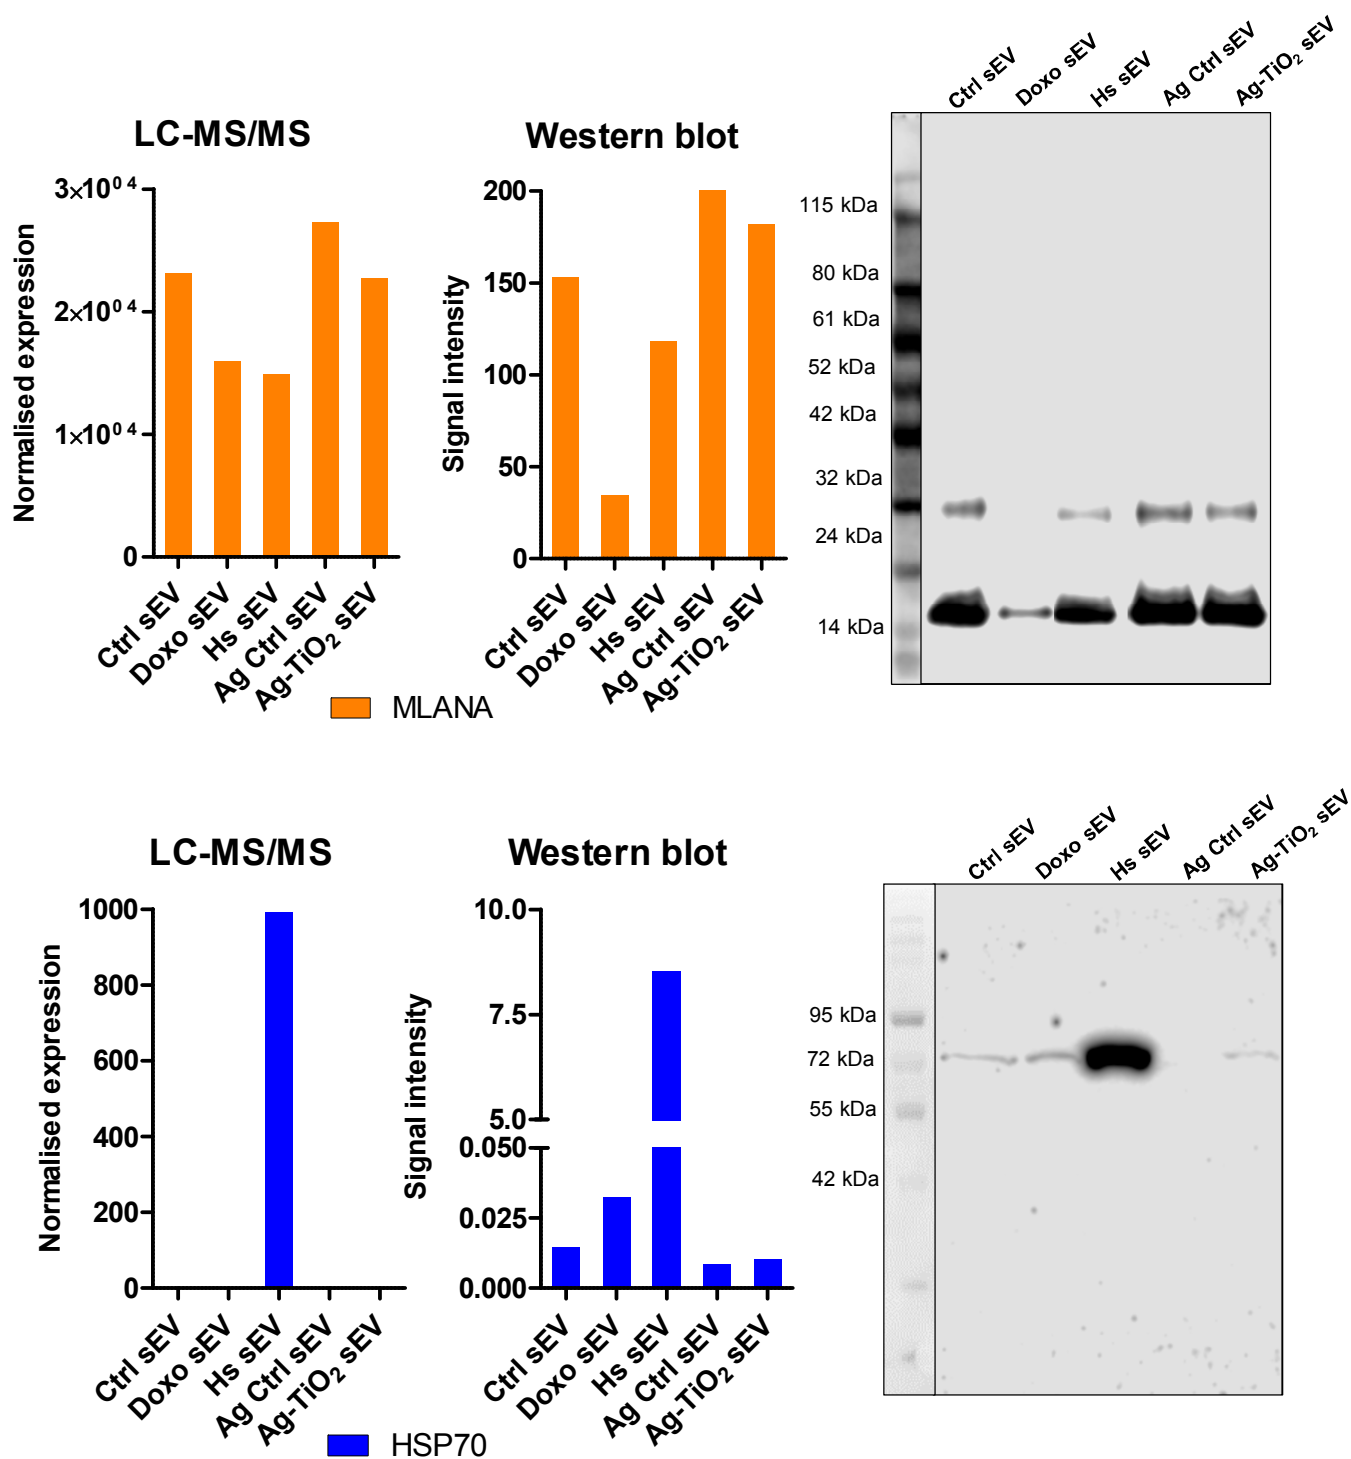 LC-MS/MS
Normalised expression
3×10⁰⁴
2×10⁰⁴
1×10⁰⁴
0
Ctrl sEV
Doxo sEV
Hs sEV
Ag Ctrl sEV
Ag-TiO₂ sEV
Western blot
Signal intensity
200
150
100
50
0
Ctrl sEV
Doxo sEV
Hs sEV
Ag Ctrl sEV
Ag-TiO₂ sEV
MLANA
Ctrl sEV
Doxo sEV
Hs sEV
Ag Ctrl sEV
Ag-TiO₂ sEV
115 kDa
80 kDa
61 kDa
52 kDa
42 kDa
32 kDa
24 kDa
14 kDa
LC-MS/MS
Normalised expression
1000
800
600
400
200
0
Ctrl sEV
Doxo sEV
Hs sEV
Ag Ctrl sEV
Ag-TiO₂ sEV
Western blot
Signal intensity
10.0
7.5
5.0
0.050
0.025
0.000
Ctrl sEV
Doxo sEV
Hs sEV
Ag Ctrl sEV
Ag-TiO₂ sEV
HSP70
Ctrl sEV
Doxo sEV
Hs sEV
Ag Ctrl sEV
Ag-TiO₂ sEV
95 kDa
72 kDa
55 kDa
42 kDa